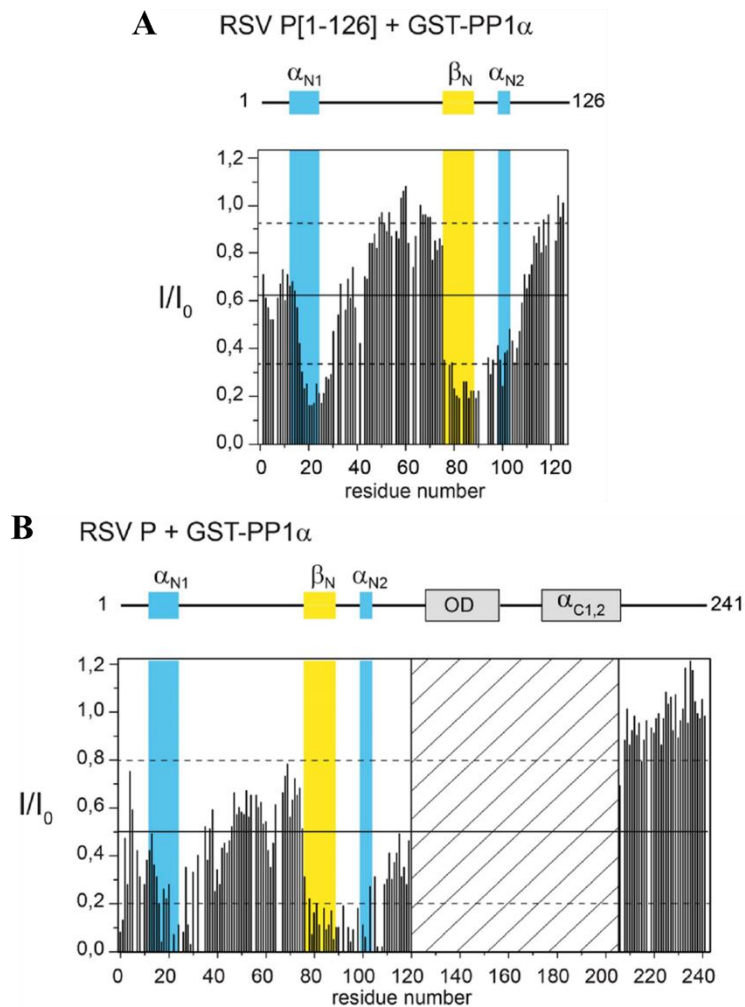 A RSV P[1-126] + GST-PP1α
αN1 βN αN2
1 126
1,2
1,0
0,8
I/I0
0,6
0,4
0,2
0,0
0 20 40 60 80 100 120
residue number
B RSV P + GST-PP1α
αN1 βN αN2
1 OD αC1,2 241
1,2
1,0
0,8
I/I0
0,6
0,4
0,2
0,0
0 20 40 60 80 100 120 140 160 180 200 220 240
residue number